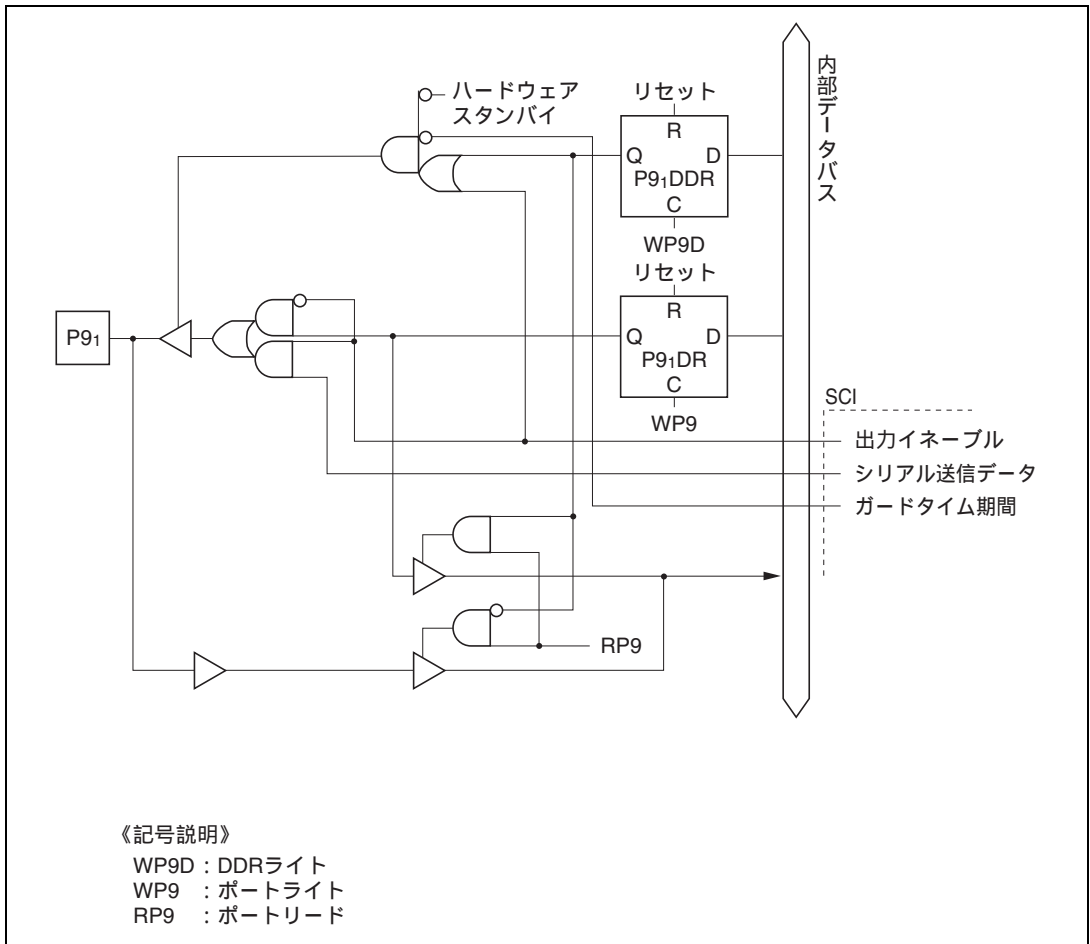 ハードウェア
スタンバイ
リセット
R
Q D
P9₁DDR
C
WP9D
内部データバス
リセット
R
Q D
P9₁DR
C
WP9
P9₁
SCI
出力イネーブル
シリアル送信データ
ガードタイム期間
RP9
《記号説明》
WP9D : DDRライト
WP9 : ポートライト
RP9 : ポートリード